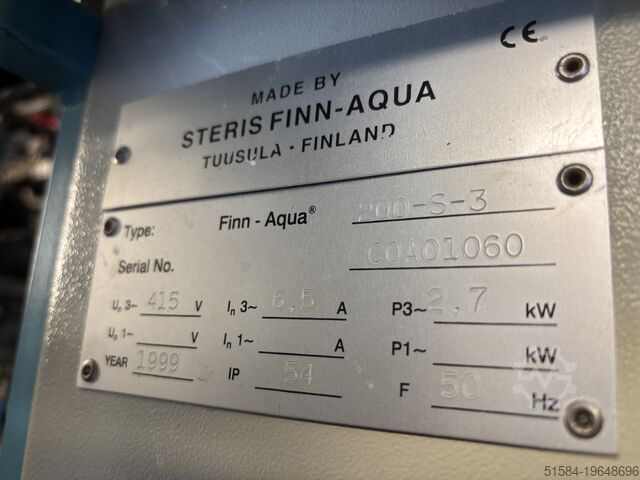 CE
MADE BY
STERIS FINN-AQUA
TUUSULA · FINLAND
Type: Finn - Aqua® 200-S-3
Serial No. C0A01060
Un 3~ 415 V In 3~ 6,5 A P3~ 2,7 kW
Un 1~ V In 1~ A P1~ kW
YEAR 1999 IP 54 F 50 Hz
51584-19648696